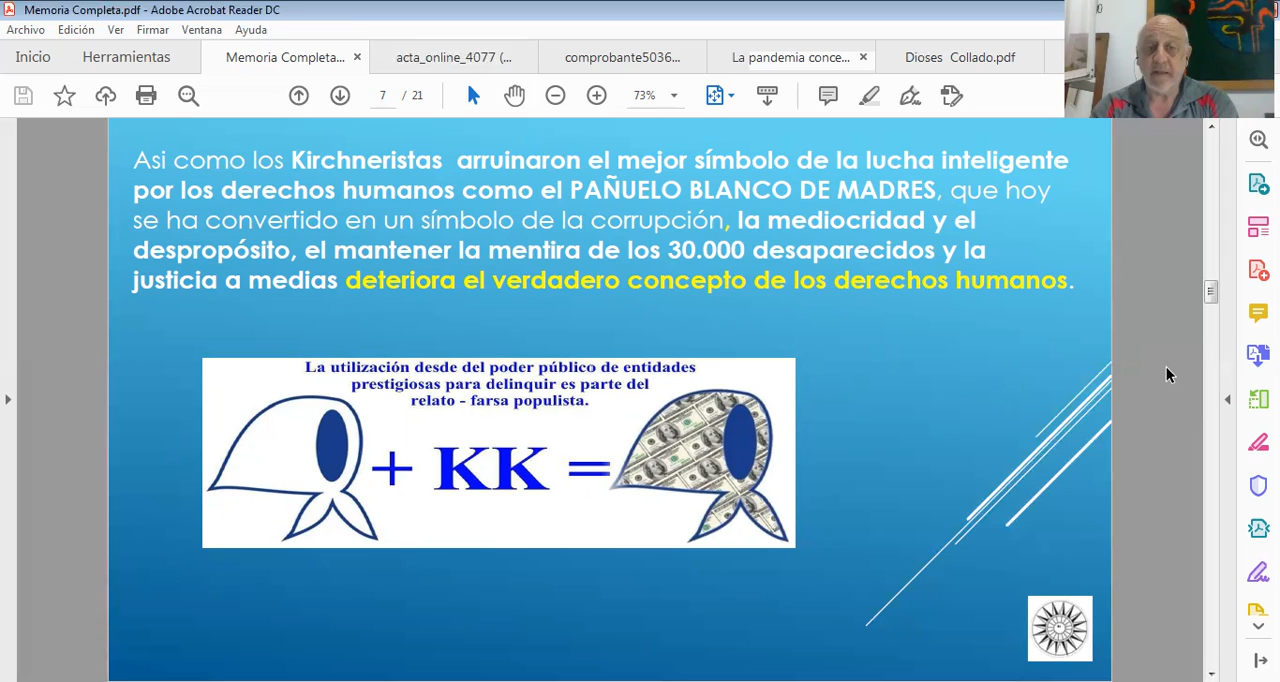 Memoria Completa.pdf - Adobe Acrobat Reader DC
Archivo Edición Ver Firmar Ventana Ayuda
Inicio Herramientas Memoria Completa... × acta_online_4077 (... comprobante5036... La pandemia conce... × Dioses Collado.pdf
7 / 21 73%
Asi como los Kirchneristas arruinaron el mejor símbolo de la lucha inteligente
por los derechos humanos como el PAÑUELO BLANCO DE MADRES, que hoy
se ha convertido en un símbolo de la corrupción, la mediocridad y el
despropósito, el mantener la mentira de los 30.000 desaparecidos y la
justicia a medias deteriora el verdadero concepto de los derechos humanos.
La utilización desde del poder público de entidades
prestigiosas para delinquir es parte del
relato - farsa populista.
+ KK =